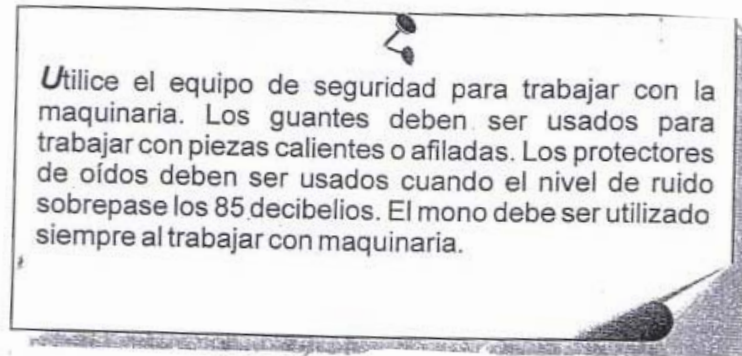 Utilice el equipo de seguridad para trabajar con la
maquinaria. Los guantes deben ser usados para
trabajar con piezas calientes o afiladas. Los protectores
de oídos deben ser usados cuando el nivel de ruido
sobrepase los 85 decibelios. El mono debe ser utilizado
siempre al trabajar con maquinaria.